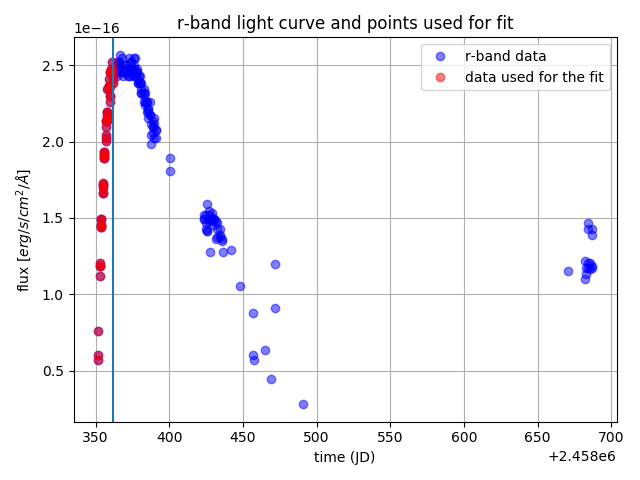 r-band light curve and points used for fit
1e−16
r-band data
data used for the fit
2.5
2.0
1.5
1.0
0.5
flux [erg/s/cm²/Å]
350 400 450 500 550 600 650 700
time (JD)
+2.458e6